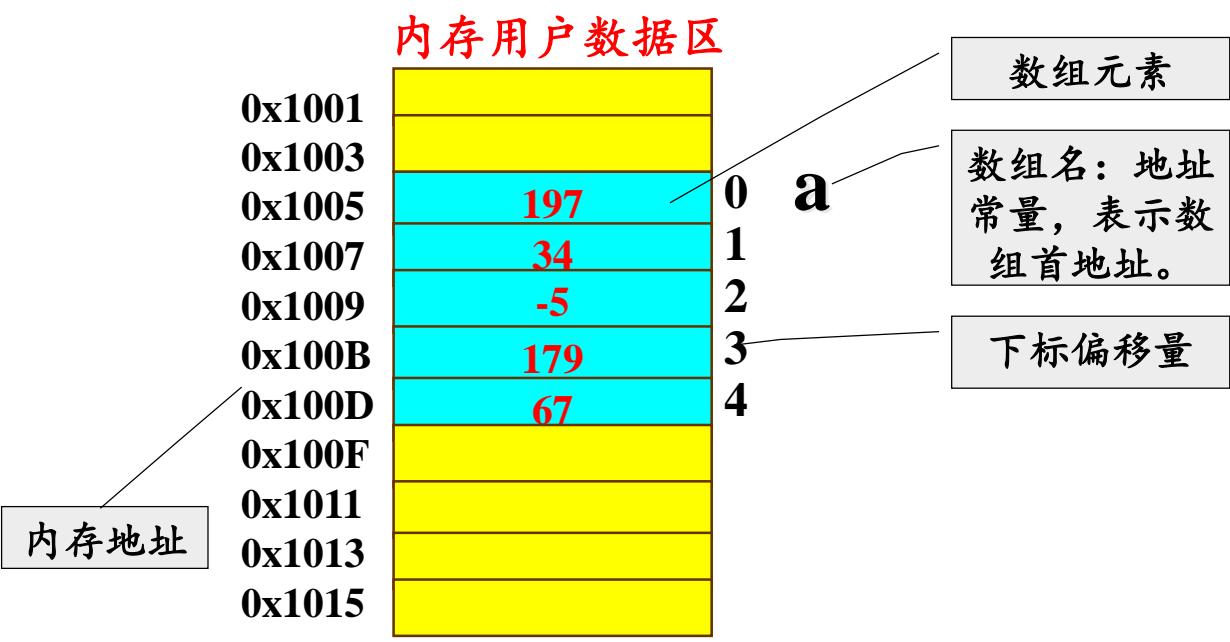 内存用户数据区
数组元素
0x1001
0x1003
0x1005 197 0 a
数组名：地址
常量，表示数
组首地址。
0x1007 34 1
0x1009 -5 2
0x100B 179 3
下标偏移量
0x100D 67 4
0x100F
0x1011
内存地址
0x1013
0x1015